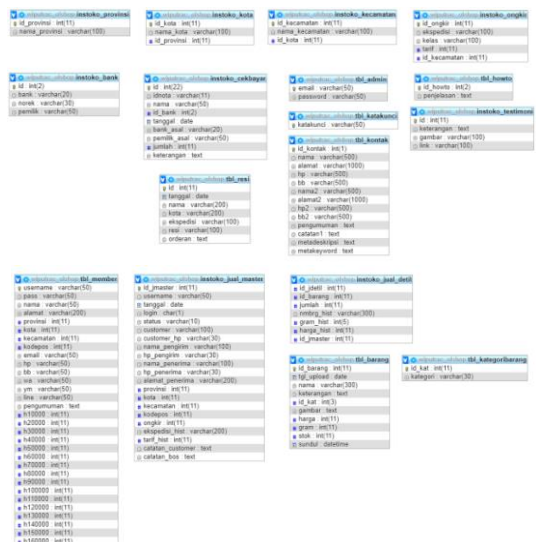 instoko_provinsi
id_provinsi int(11)
nama_provinsi varchar(100)
instoko_kota
id_kota int(11)
nama_kota varchar(100)
id_provinsi int(11)
instoko_kecamatan
id_kecamatan int(11)
nama_kecamatan varchar(100)
id_kota int(11)
instoko_ongkir
id_ongkir int(11)
ekspedisi varchar(100)
kelas varchar(100)
tarif int(11)
id_kecamatan int(11)
instoko_bank
id int(2)
bank varchar(20)
norek varchar(30)
pemilik varchar(50)
instoko_cekbayar
id int(22)
idnota varchar(11)
nama varchar(50)
id_bank int(2)
tanggal date
bank_asal varchar(20)
pemilik_asal varchar(50)
jumlah int(11)
keterangan text
tbl_admin
email varchar(50)
password varchar(50)
tbl_howto
id_howto int(2)
penjelasan text
tbl_katakunci
katakunci varchar(50)
instoko_testimoni
id int(11)
keterangan text
gambar varchar(100)
link varchar(100)
tbl_kontak
id_kontak int(1)
nama varchar(500)
alamat varchar(1000)
hp varchar(500)
bb varchar(500)
nama2 varchar(500)
alamat2 varchar(1000)
hp2 varchar(500)
bb2 varchar(500)
pengumuman text
catatan1 text
metadeskripsi text
metakeyword text
tbl_resi
id int(11)
tanggal date
nama varchar(200)
kota varchar(200)
ekspedisi varchar(100)
resi varchar(100)
orderan text
tbl_member
username varchar(50)
pass varchar(50)
nama varchar(50)
alamat varchar(200)
provinsi int(11)
kota int(11)
kecamatan int(11)
kodepos int(11)
email varchar(50)
hp varchar(50)
bb varchar(50)
wa varchar(50)
ym varchar(50)
line varchar(50)
pengumuman text
h10000 int(11)
h20000 int(11)
h30000 int(11)
h40000 int(11)
h50000 int(11)
h60000 int(11)
h70000 int(11)
h80000 int(11)
h90000 int(11)
h100000 int(11)
h110000 int(11)
h120000 int(11)
h130000 int(11)
h140000 int(11)
h150000 int(11)
h160000 int(11)
instoko_jual_master
id_jmaster int(11)
username varchar(50)
tanggal date
login char(1)
status varchar(10)
customer varchar(100)
customer_hp varchar(30)
nama_pengirim varchar(100)
hp_pengirim varchar(30)
nama_penerima varchar(100)
hp_penerima varchar(30)
alamat_penerima varchar(200)
provinsi int(11)
kota int(11)
kecamatan int(11)
kodepos int(11)
ongkir int(11)
ekspedisi_hist varchar(200)
tarif_hist int(11)
catatan_customer text
catatan_bos text
instoko_jual_detil
id_jdetil int(11)
id_barang int(11)
jumlah int(11)
nmbrg_hist varchar(300)
gram_hist int(5)
harga_hist int(11)
id_jmaster int(11)
tbl_barang
id_barang int(11)
tgl_upload date
nama varchar(300)
keterangan text
id_kat int(3)
gambar text
harga int(11)
gram int(11)
stok int(11)
sundul datetime
tbl_kategoribarang
id_kat int(11)
kategori varchar(30)